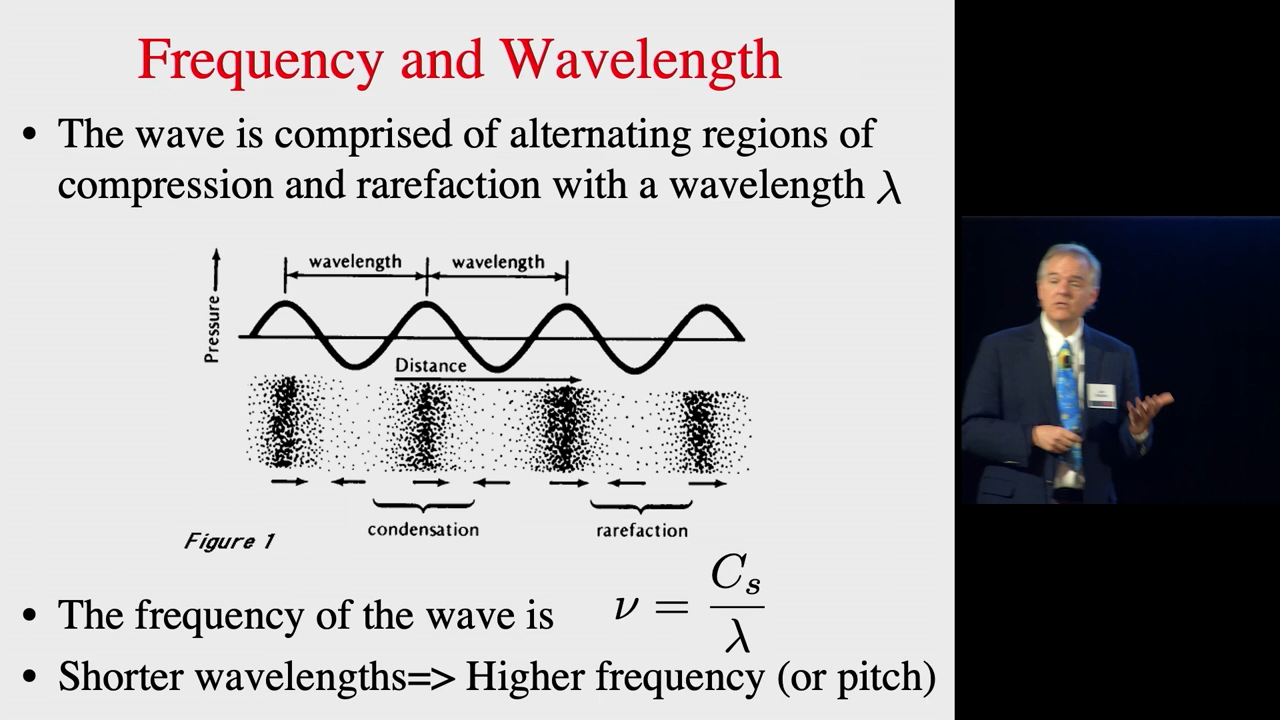 Frequency and Wavelength
• The wave is comprised of alternating regions of
compression and rarefaction with a wavelength λ
wavelength wavelength
Pressure
Distance
condensation rarefaction
Figure 1
• The frequency of the wave is ν = C_s / λ
• Shorter wavelengths=> Higher frequency (or pitch)